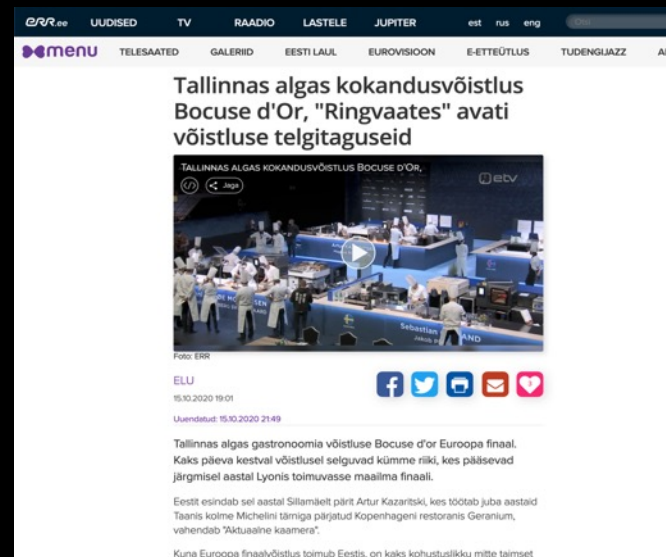 err.ee UUDISED TV RAADIO LASTELE JUPITER est rus eng Otsi
menu TELESAATED GALERIID EESTI LAUL EUROVISIOON E-ETTEÜTLUS TUDENGIJAZZ
Tallinnas algas kokandusvõistlus
Bocuse d'Or, "Ringvaates" avati
võistluse telgitaguseid
TALLINNAS ALGAS KOKANDUSVÕISTLUS BOCUSE D'OR,
</> Jaga
etv
Sebastian
Foto: ERR
ELU
15.10.2020 19:01
Uuendatud: 15.10.2020 21:49
Tallinnas algas gastronoomia võistluse Bocuse d'or Euroopa finaal.
Kaks päeva kestval võistlusel selguvad kümme riiki, kes pääsevad
järgmisel aastal Lyonis toimuvasse maailma finaali.
Eestit esindab sel aastal Sillamäelt pärit Artur Kazaritski, kes töötab juba aastaid
Taanis kolme Michelini tärniga pärjatud Kopenhageni restoranis Geranium,
vahendab "Aktuaalne kaamera".
Kuna Euroopa finaalvõistlus toimub Eestis, on kaks kohustuslikku mitte taimset